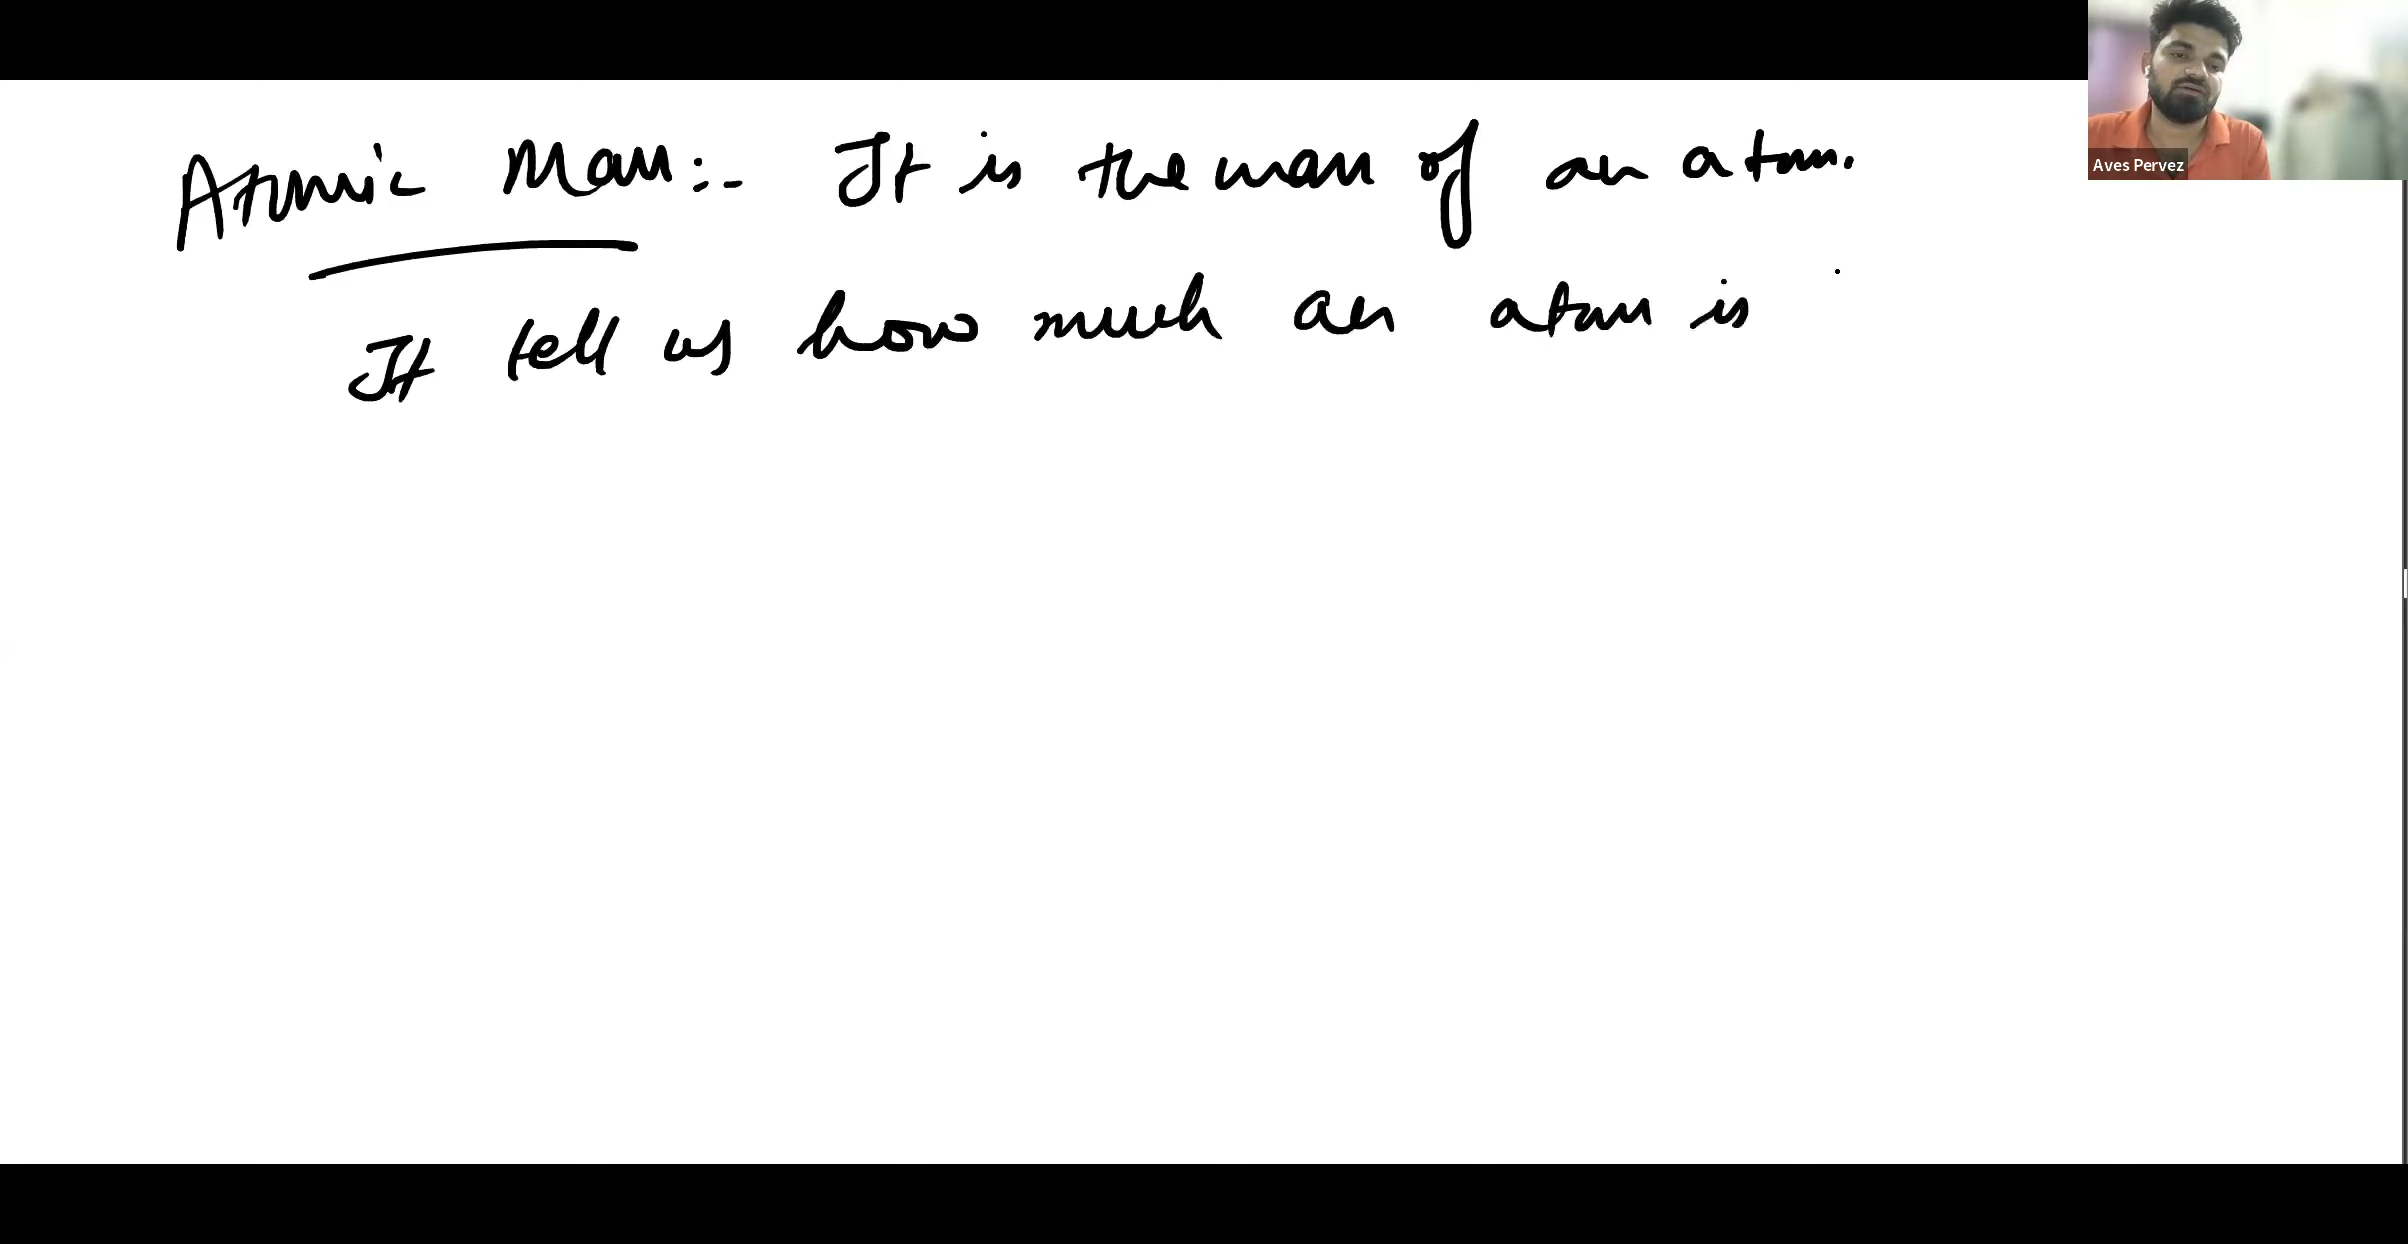 Atomic Mass:- It is the mass of an atom.
It tell us how much an atom is
Aves Pervez